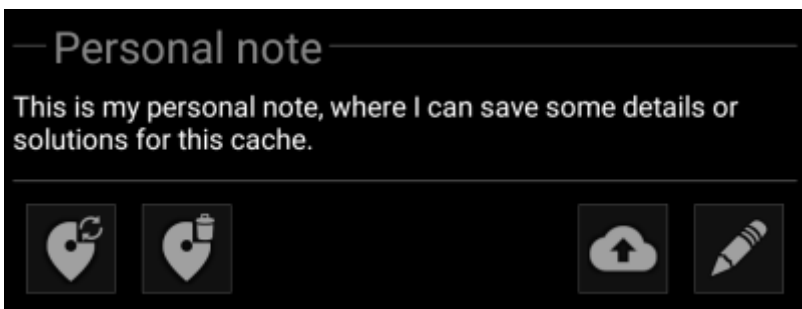 Personal note
This is my personal note, where I can save some details or
solutions for this cache.